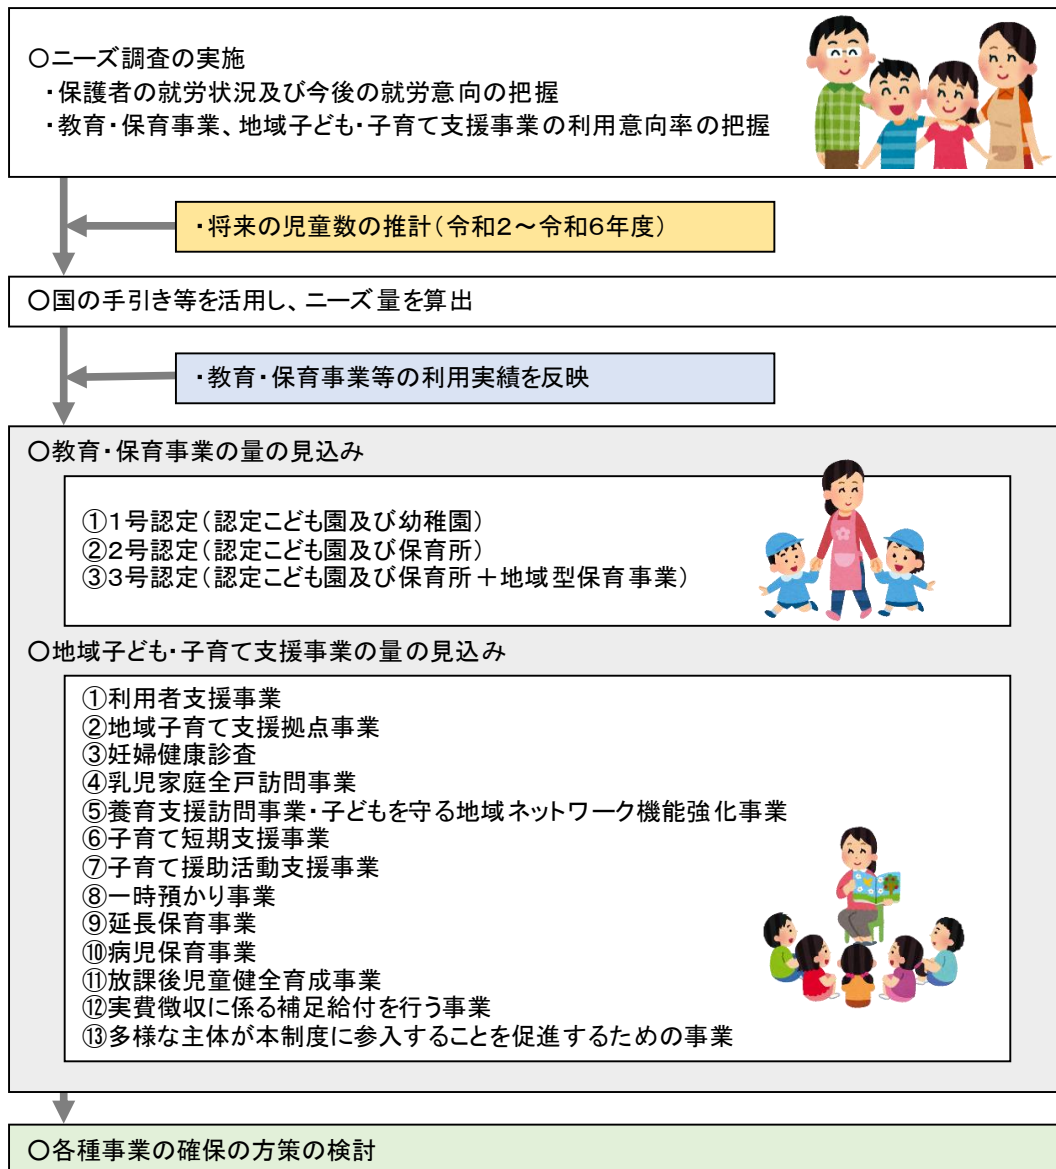 〇ニーズ調査の実施
・保護者の就労状況及び今後の就労意向の把握
・教育・保育事業、地域子ども・子育て支援事業の利用意向率の把握
・将来の児童数の推計（令和２～令和６年度）
〇国の手引き等を活用し、ニーズ量を算出
・教育・保育事業等の利用実績を反映
〇教育・保育事業の量の見込み
①１号認定（認定こども園及び幼稚園）
②２号認定（認定こども園及び保育所）
③３号認定（認定こども園及び保育所＋地域型保育事業）
〇地域子ども・子育て支援事業の量の見込み
①利用者支援事業
②地域子育て支援拠点事業
③妊婦健康診査
④乳児家庭全戸訪問事業
⑤養育支援訪問事業・子どもを守る地域ネットワーク機能強化事業
⑥子育て短期支援事業
⑦子育て援助活動支援事業
⑧一時預かり事業
⑨延長保育事業
⑩病児保育事業
⑪放課後児童健全育成事業
⑫実費徴収に係る補足給付を行う事業
⑬多様な主体が本制度に参入することを促進するための事業
〇各種事業の確保の方策の検討